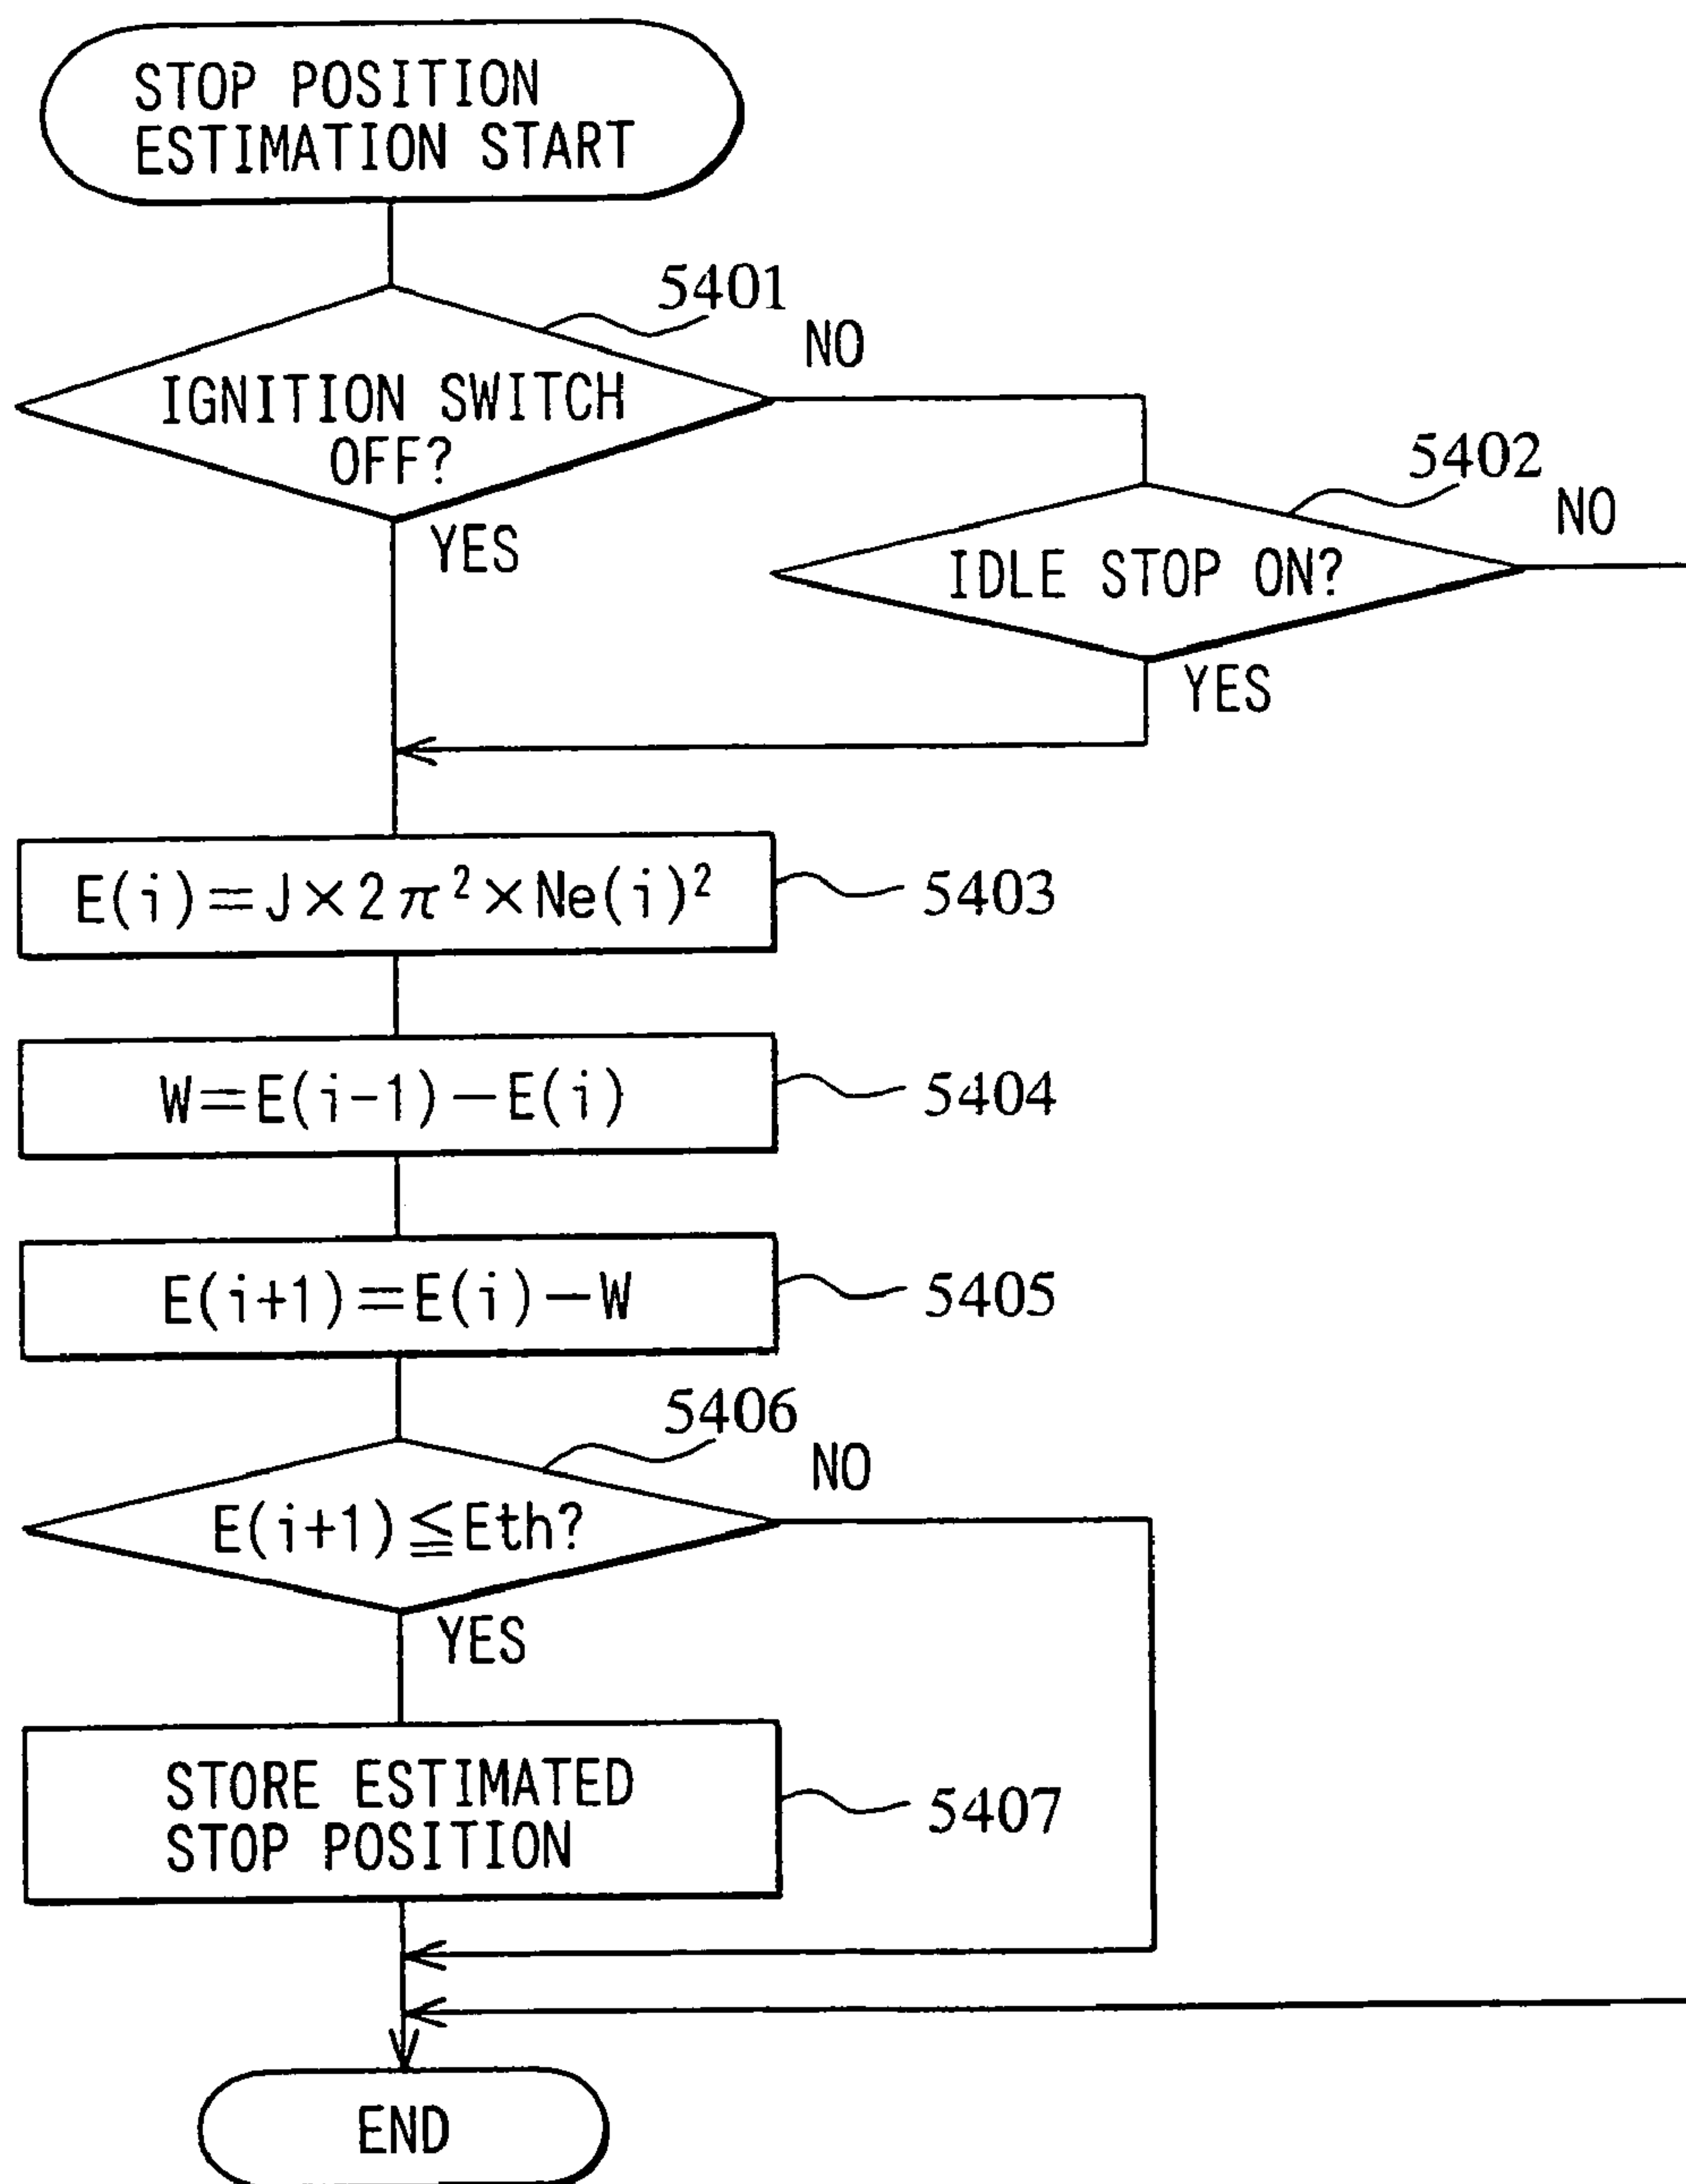 STOP POSITION
ESTIMATION START
5401
NO
IGNITION SWITCH
OFF?
YES
5402
NO
IDLE STOP ON?
YES
E(i)=J×2π²×Ne(i)²
5403
W=E(i-1)-E(i)
5404
E(i+1)=E(i)-W
5405
5406
NO
E(i+1)≦Eth?
YES
STORE ESTIMATED
STOP POSITION
5407
END